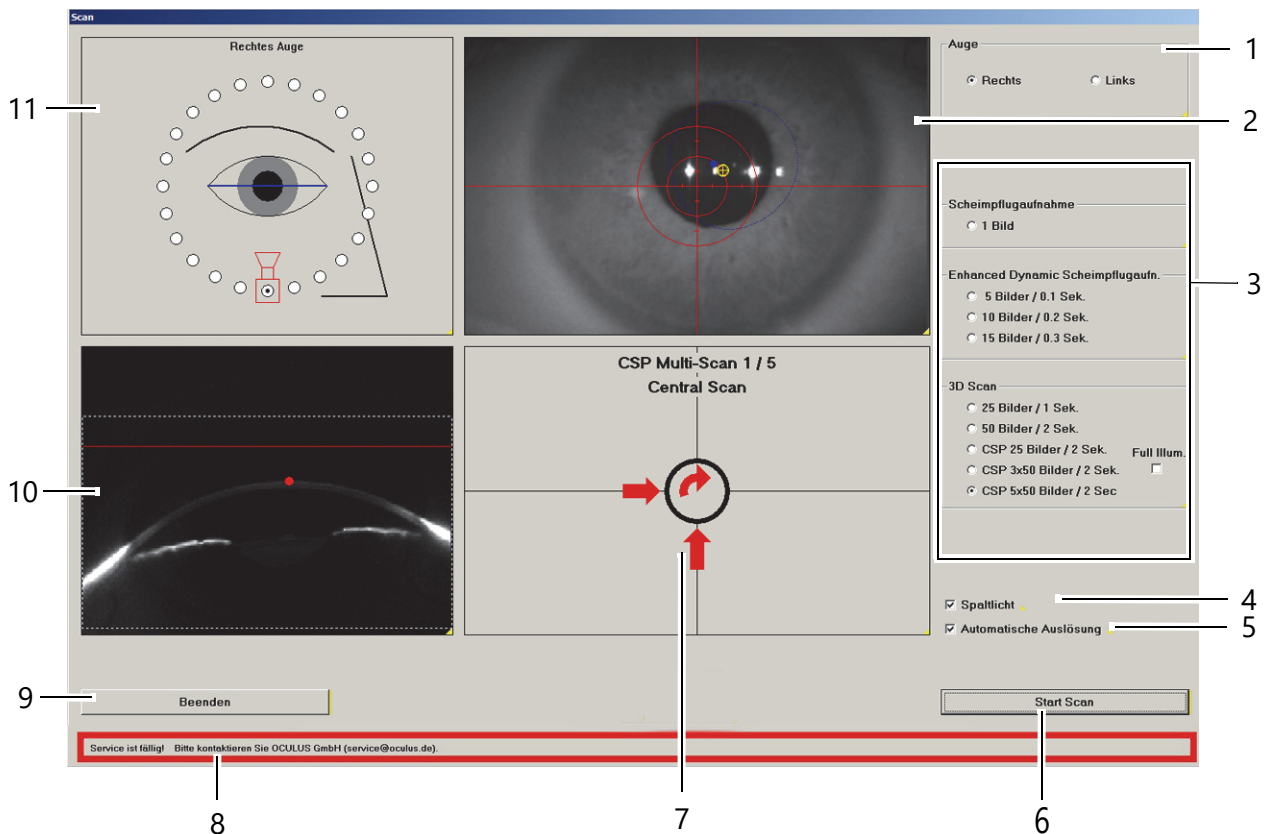 Scan
Rechtes Auge
Auge
Rechts
Links
1
2
11
Scheimpflugaufnahme
1 Bild
Enhanced Dynamic Scheimpflugaufn.
5 Bilder / 0.1 Sek.
10 Bilder / 0.2 Sek.
15 Bilder / 0.3 Sek.
3
CSP Multi-Scan 1 / 5
Central Scan
3D Scan
25 Bilder / 1 Sek.
50 Bilder / 2 Sek.
CSP 25 Bilder / 2 Sek.
Full Illum.
CSP 3x50 Bilder / 2 Sek.
CSP 5x50 Bilder / 2 Sec
10
Spaltlicht
4
Automatische Auslösung
5
9
Beenden
Start Scan
Service ist fällig! Bitte kontaktieren Sie OCULUS GmbH (service@oculus.de).
8
7
6